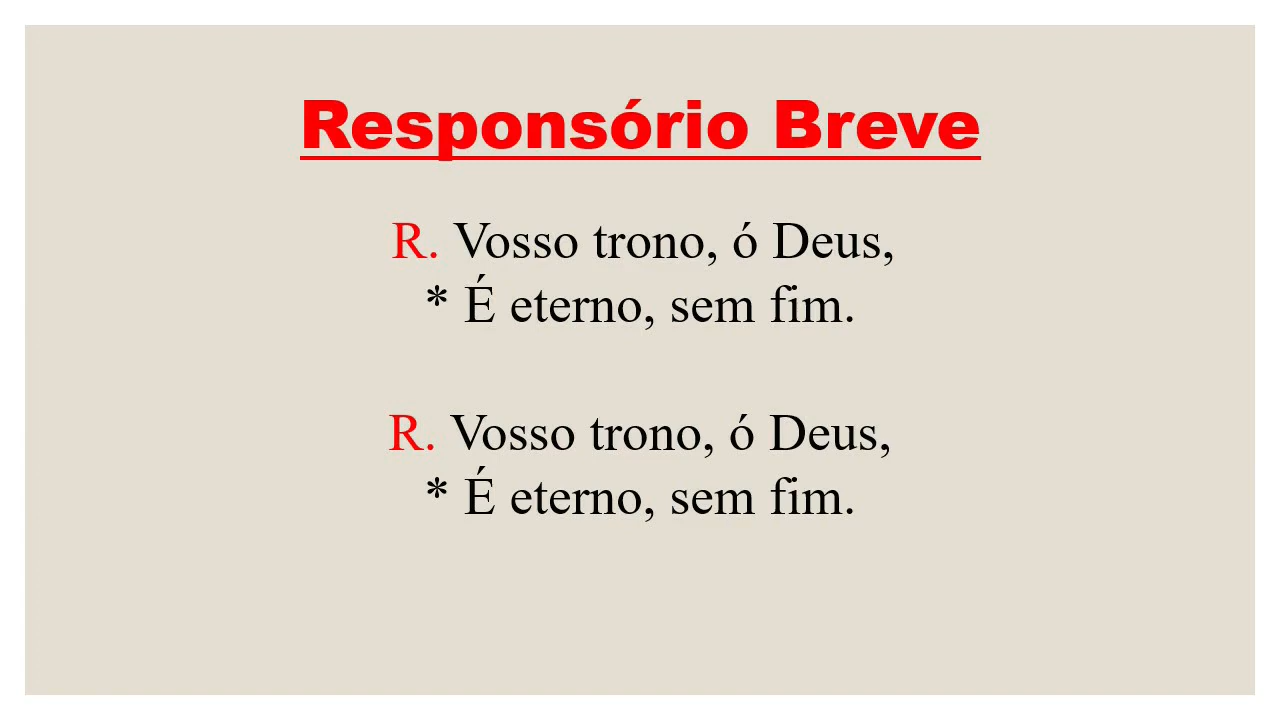 Responsório Breve
R. Vosso trono, ó Deus,
* É eterno, sem fim.
R. Vosso trono, ó Deus,
* É eterno, sem fim.